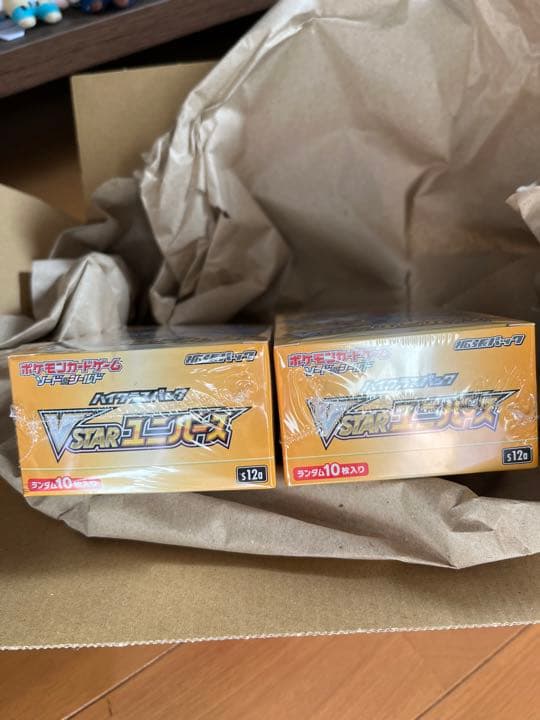 ポケモンカードゲーム
ソード&シールド
拡張パック
ハイクラスパック
VSTARユニバース
ランダム10枚入り
s12a
ポケモンカードゲーム
ソード&シールド
拡張パック
ハイクラスパック
VSTARユニバース
ランダム10枚入り
s12a